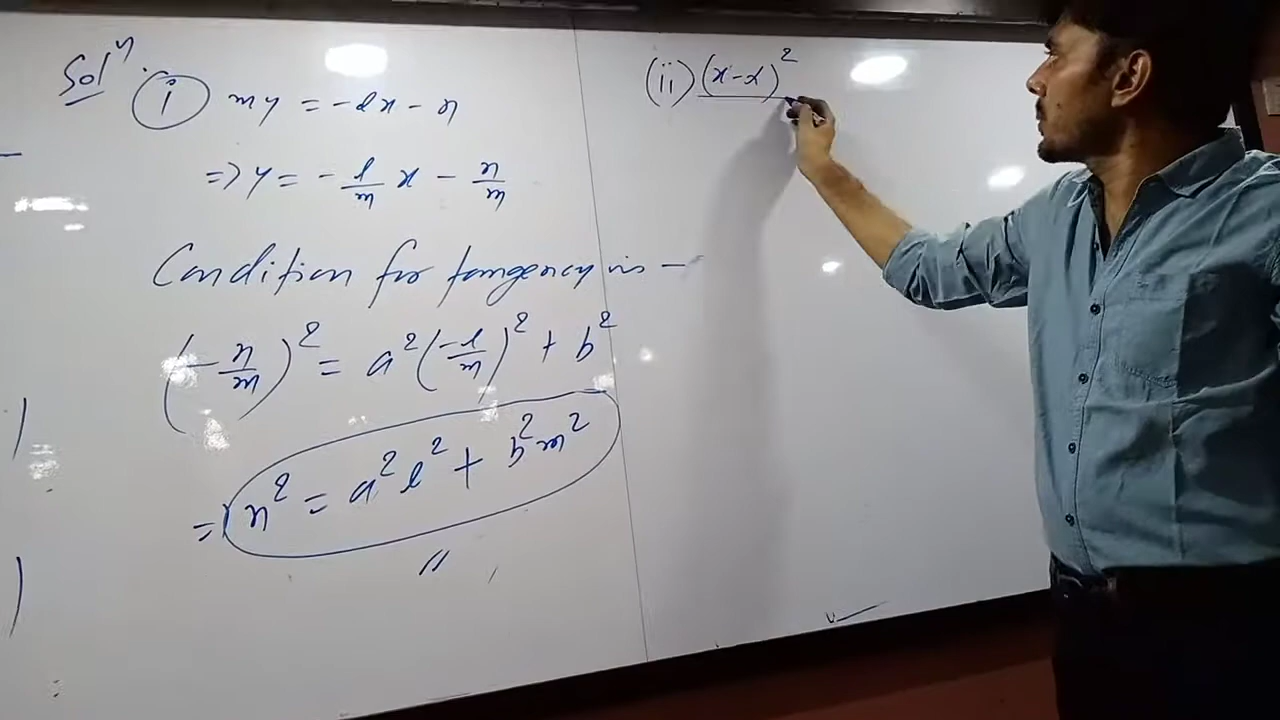 Solⁿ.
(i) my = -lx - n
=> y = -l/m x - n/m
Condition for tangency is -
(-n/m)² = a²(-l/m)² + b²
= n² = a²l² + b²m²
(ii) (x-α)²